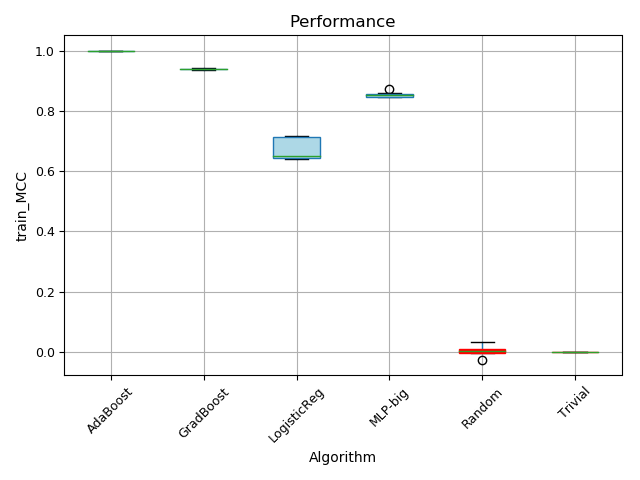 Performance
train_MCC
1.0
0.8
0.6
0.4
0.2
0.0
AdaBoost
GradBoost
LogisticReg
MLP-big
Random
Trivial
Algorithm